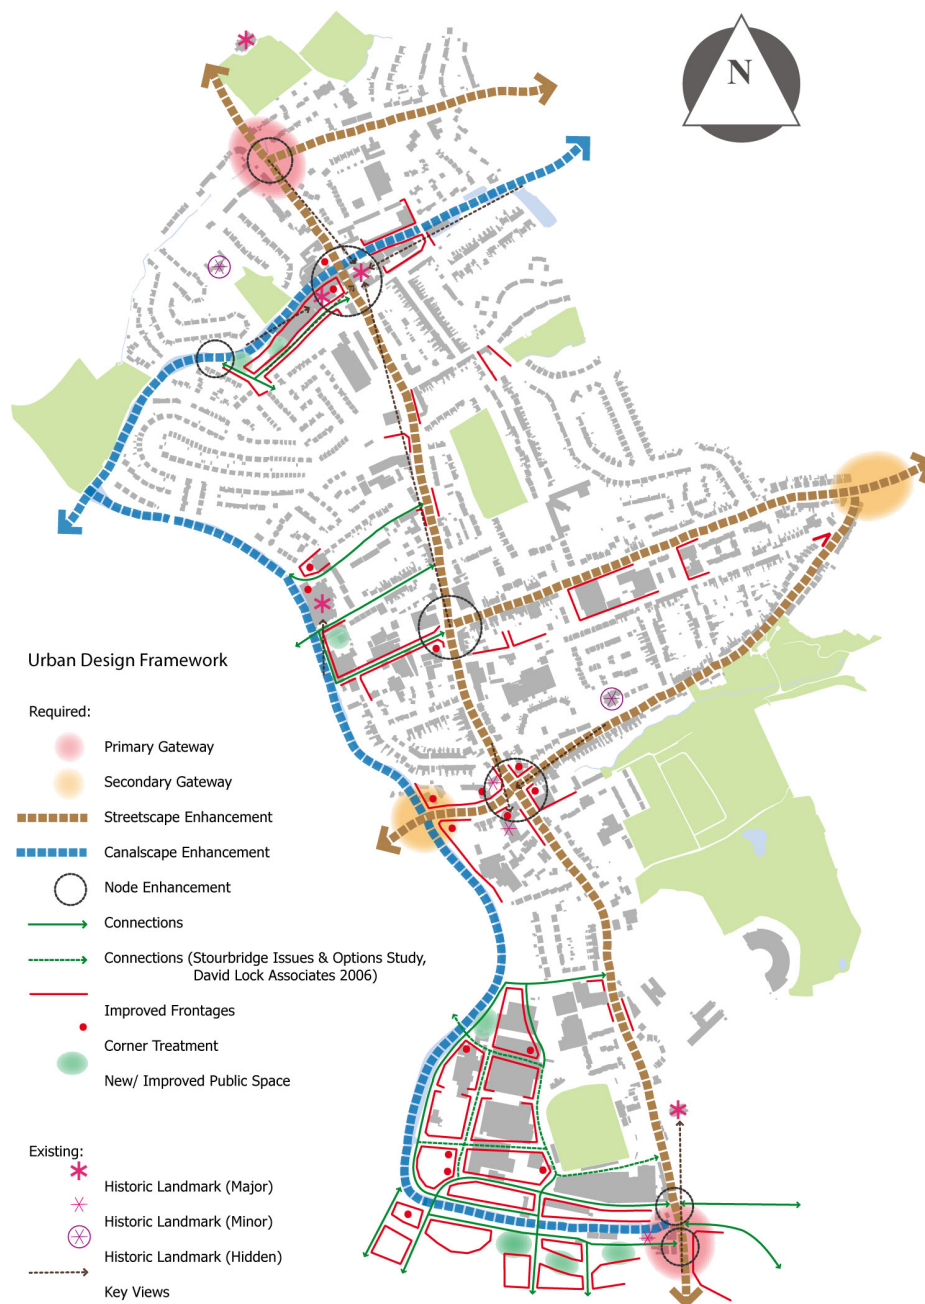 N
Urban Design Framework
Required:
Primary Gateway
Secondary Gateway
Streetscape Enhancement
Canalscape Enhancement
Node Enhancement
Connections
Connections (Stourbridge Issues & Options Study,
David Lock Associates 2006)
Improved Frontages
Corner Treatment
New/ Improved Public Space
Existing:
Historic Landmark (Major)
Historic Landmark (Minor)
Historic Landmark (Hidden)
Key Views